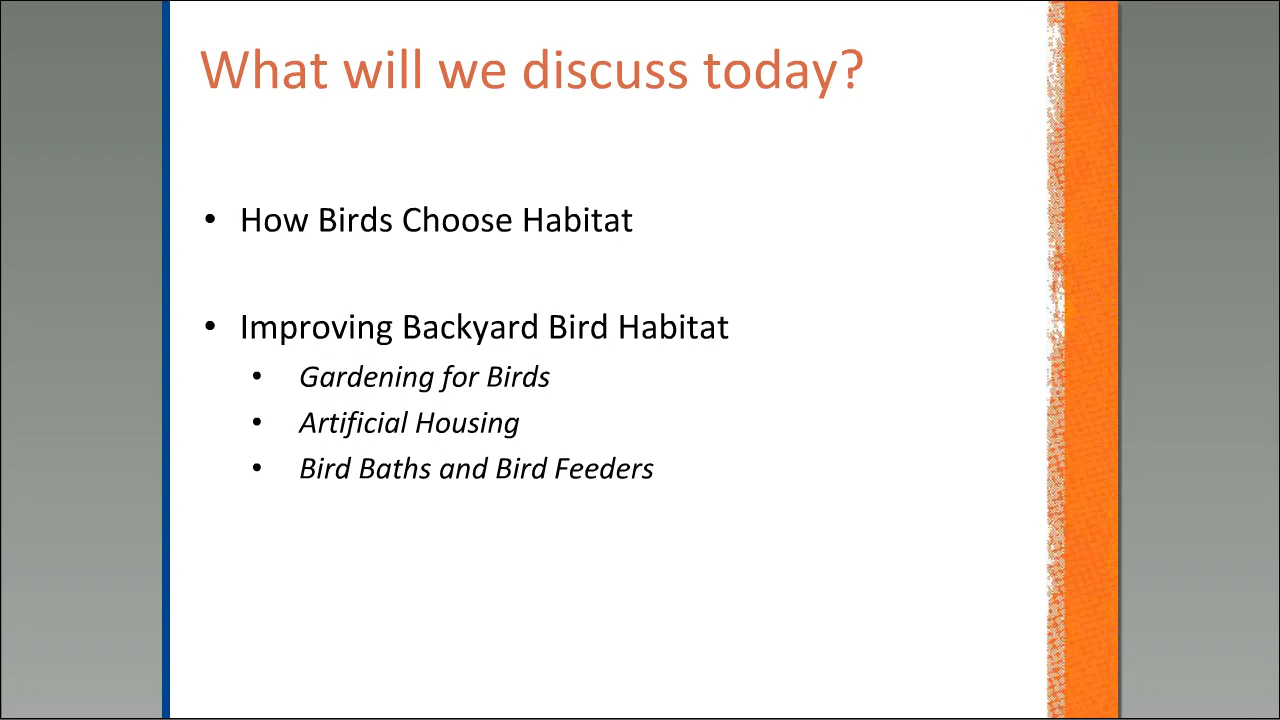 What will we discuss today?
• How Birds Choose Habitat
• Improving Backyard Bird Habitat
• Gardening for Birds
• Artificial Housing
• Bird Baths and Bird Feeders